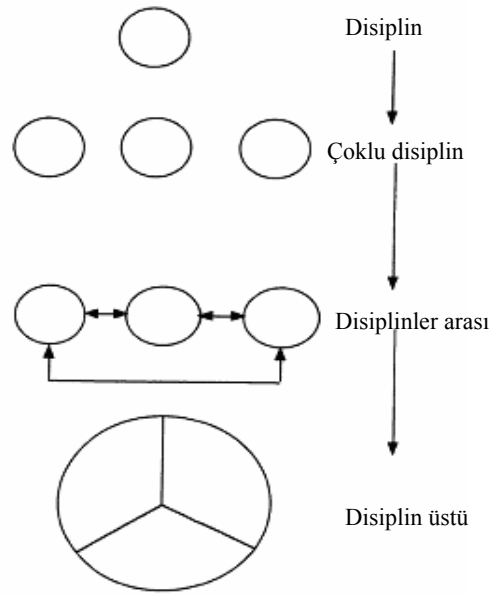 Disiplin
Çoklu disiplin
Disiplinler arası
Disiplin üstü